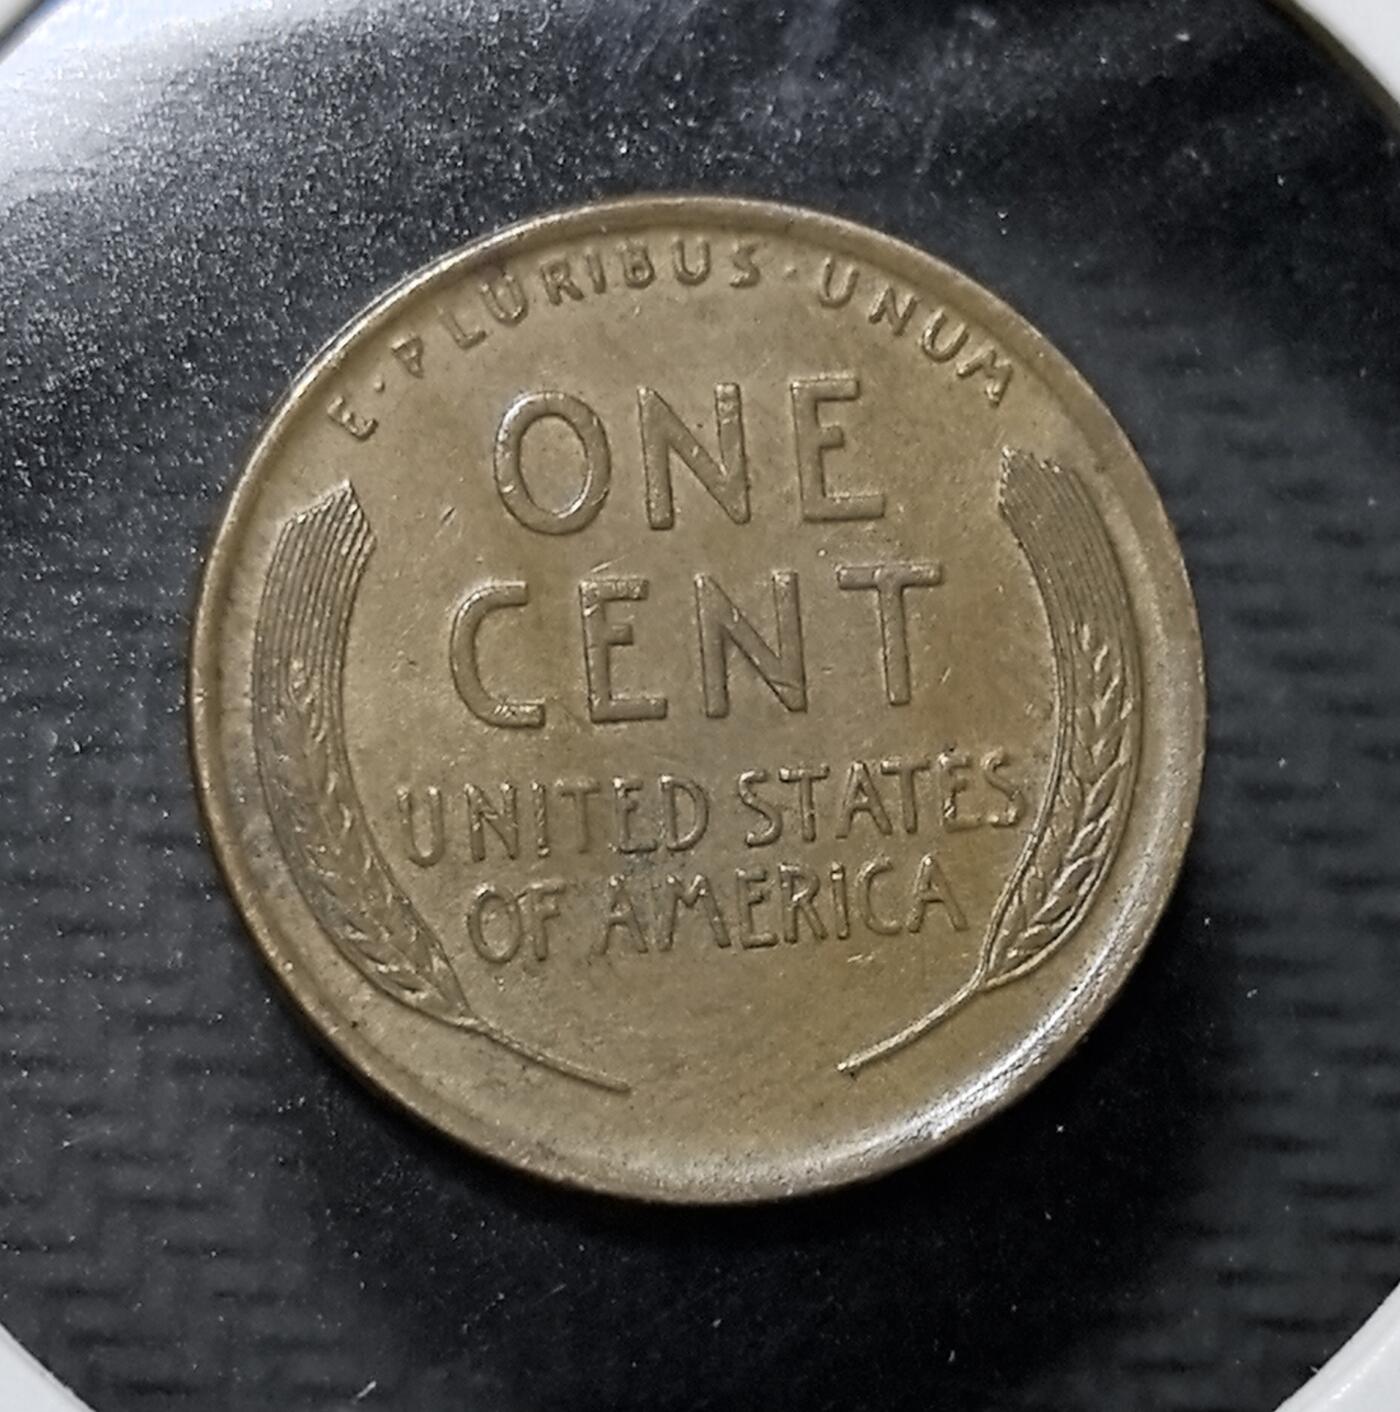 E·PLURIBUS·UNUM
ONE
CENT
UNITED STATES
OF AMERICA